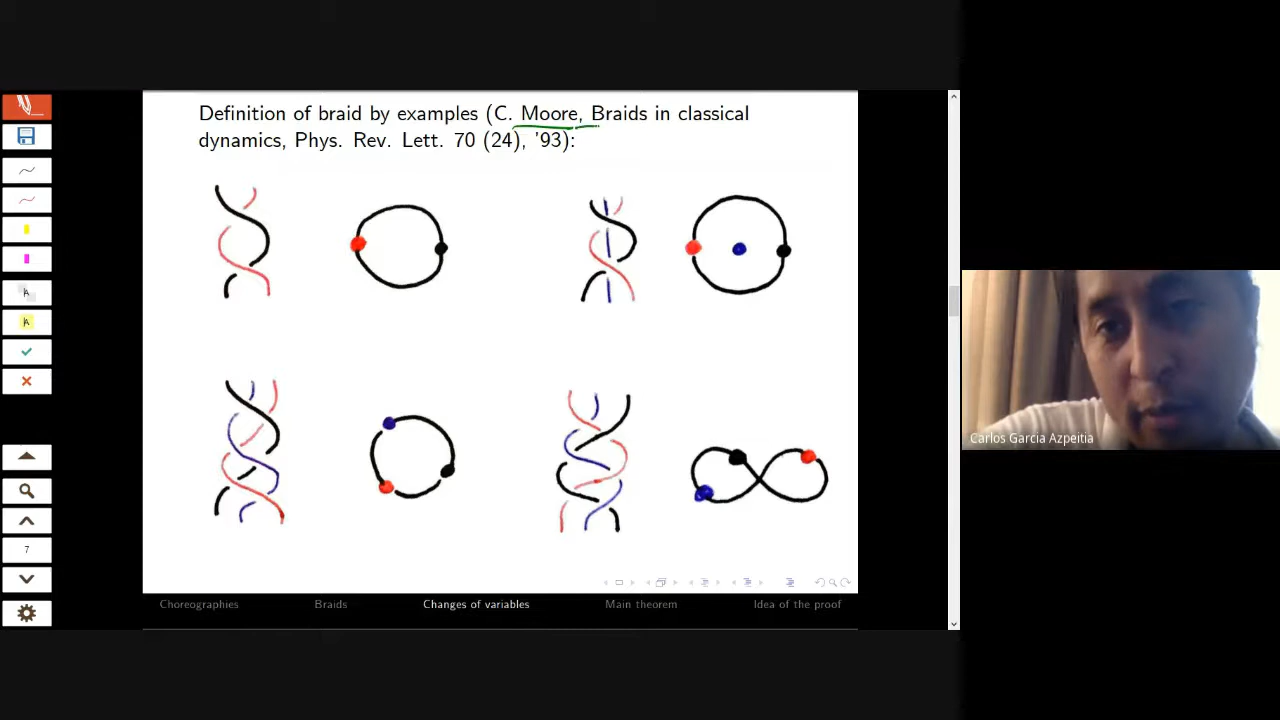 Definition of braid by examples (C. Moore, Braids in classical
dynamics, Phys. Rev. Lett. 70 (24), '93):
A
A
7
Carlos Garcia Azpeitia
Choreographies Braids Changes of variables Main theorem Idea of the proof